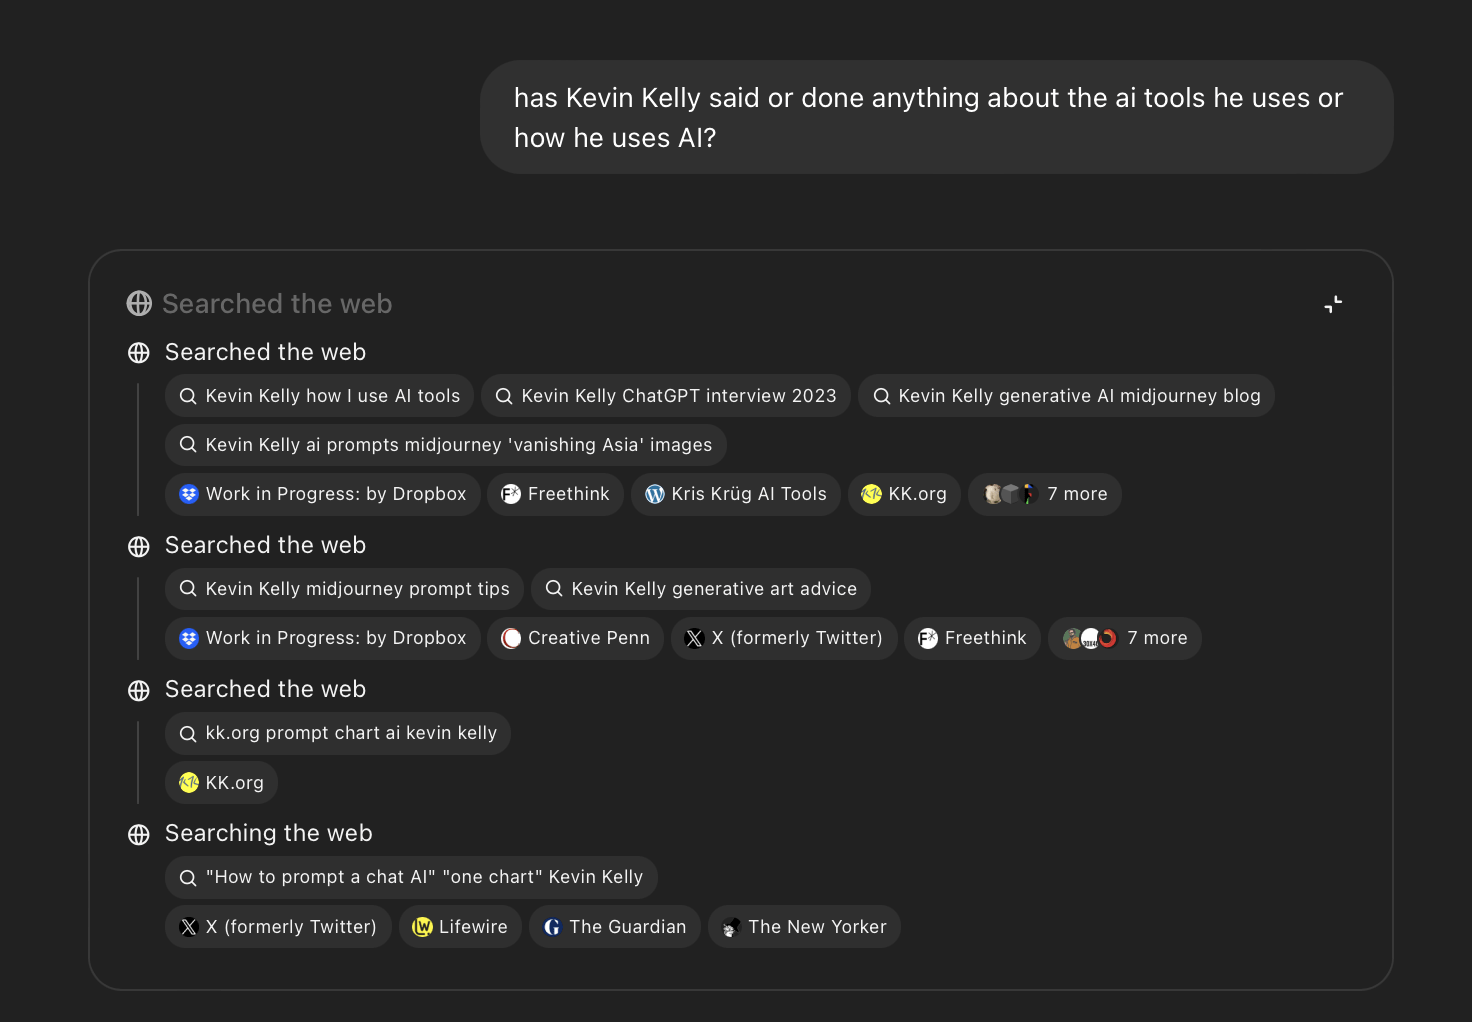 has Kevin Kelly said or done anything about the ai tools he uses or
how he uses AI?
Searched the web
Searched the web
Kevin Kelly how I use AI tools Kevin Kelly ChatGPT interview 2023 Kevin Kelly generative AI midjourney blog
Kevin Kelly ai prompts midjourney 'vanishing Asia' images
Work in Progress: by Dropbox Freethink Kris Krüg AI Tools KK.org 7 more
Searched the web
Kevin Kelly midjourney prompt tips Kevin Kelly generative art advice
Work in Progress: by Dropbox Creative Penn X (formerly Twitter) Freethink 7 more
Searched the web
kk.org prompt chart ai kevin kelly
KK.org
Searching the web
"How to prompt a chat AI" "one chart" Kevin Kelly
X (formerly Twitter) Lifewire The Guardian The New Yorker